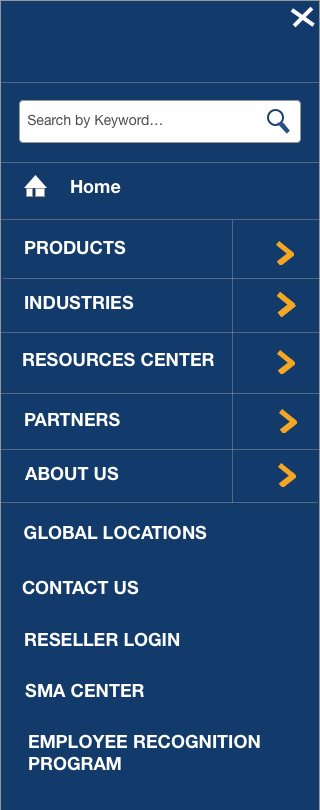 Search by Keyword...
Home
PRODUCTS
INDUSTRIES
RESOURCES CENTER
PARTNERS
ABOUT US
GLOBAL LOCATIONS
CONTACT US
RESELLER LOGIN
SMA CENTER
EMPLOYEE RECOGNITION
PROGRAM